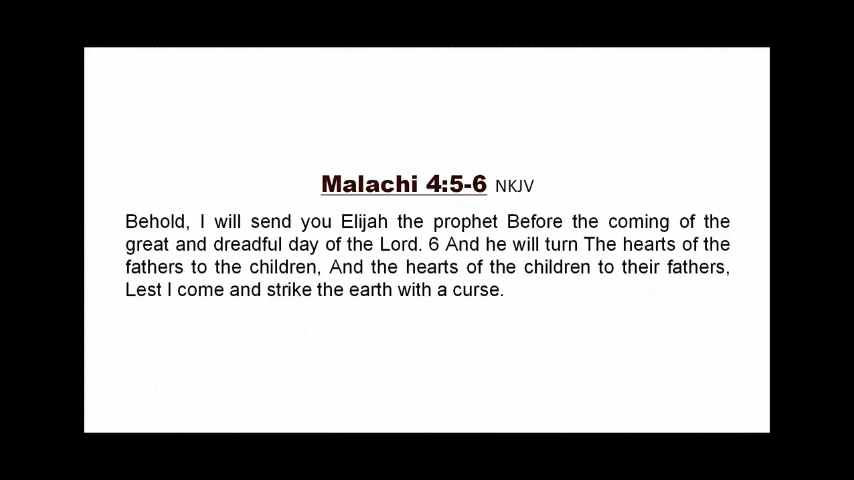 Malachi 4:5-6 NKJV
Behold, I will send you Elijah the prophet Before the coming of the
great and dreadful day of the Lord. 6 And he will turn The hearts of the
fathers to the children, And the hearts of the children to their fathers,
Lest I come and strike the earth with a curse.